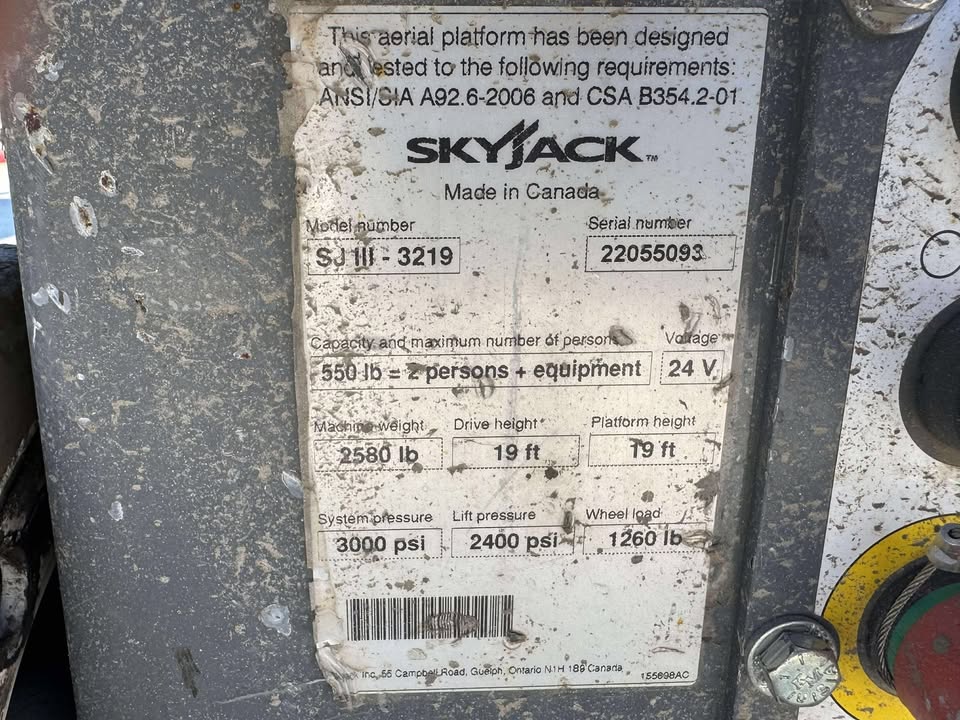 This aerial platform has been designed
and tested to the following requirements:
ANSI/SIA A92.6-2006 and CSA B354.2-01
SKYJACK™
Made in Canada
Model number Serial number
SJ III - 3219 22055093
Capacity and maximum number of persons Voltage
550 lb = 2 persons + equipment 24 V
Machine weight Drive height Platform height
2580 lb 19 ft 19 ft
System pressure Lift pressure Wheel load
3000 psi 2400 psi 1260 lb
Inc. 55 Campbell Road, Guelph, Ontario N1H 1B9 Canada